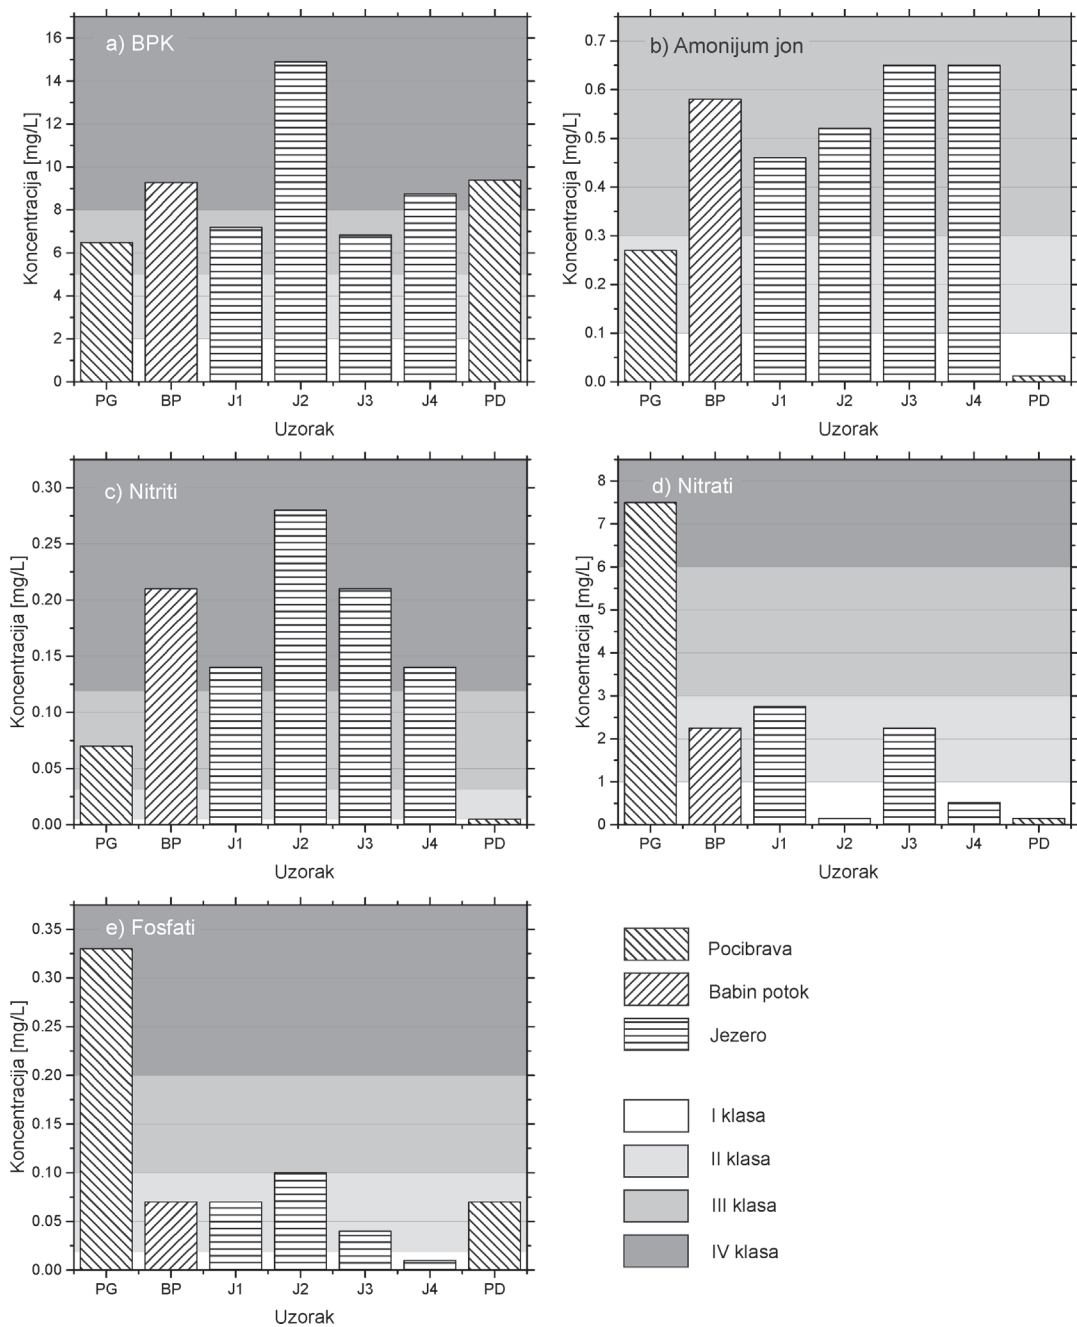 a) BPK
Koncentracija [mg/L]
16
14
12
10
8
6
4
2
0
PG BP J1 J2 J3 J4 PD
Uzorak
b) Amonijum jon
Koncentracija [mg/L]
0.7
0.6
0.5
0.4
0.3
0.2
0.1
0.0
PG BP J1 J2 J3 J4 PD
Uzorak
c) Nitriti
Koncentracija [mg/L]
0.30
0.25
0.20
0.15
0.10
0.05
0.00
PG BP J1 J2 J3 J4 PD
Uzorak
d) Nitrati
Koncentracija [mg/L]
8
7
6
5
4
3
2
1
0
PG BP J1 J2 J3 J4 PD
Uzorak
e) Fosfati
Koncentracija [mg/L]
0.35
0.30
0.25
0.20
0.15
0.10
0.05
0.00
PG BP J1 J2 J3 J4 PD
Uzorak
Pocibrava
Babin potok
Jezero
I klasa
II klasa
III klasa
IV klasa